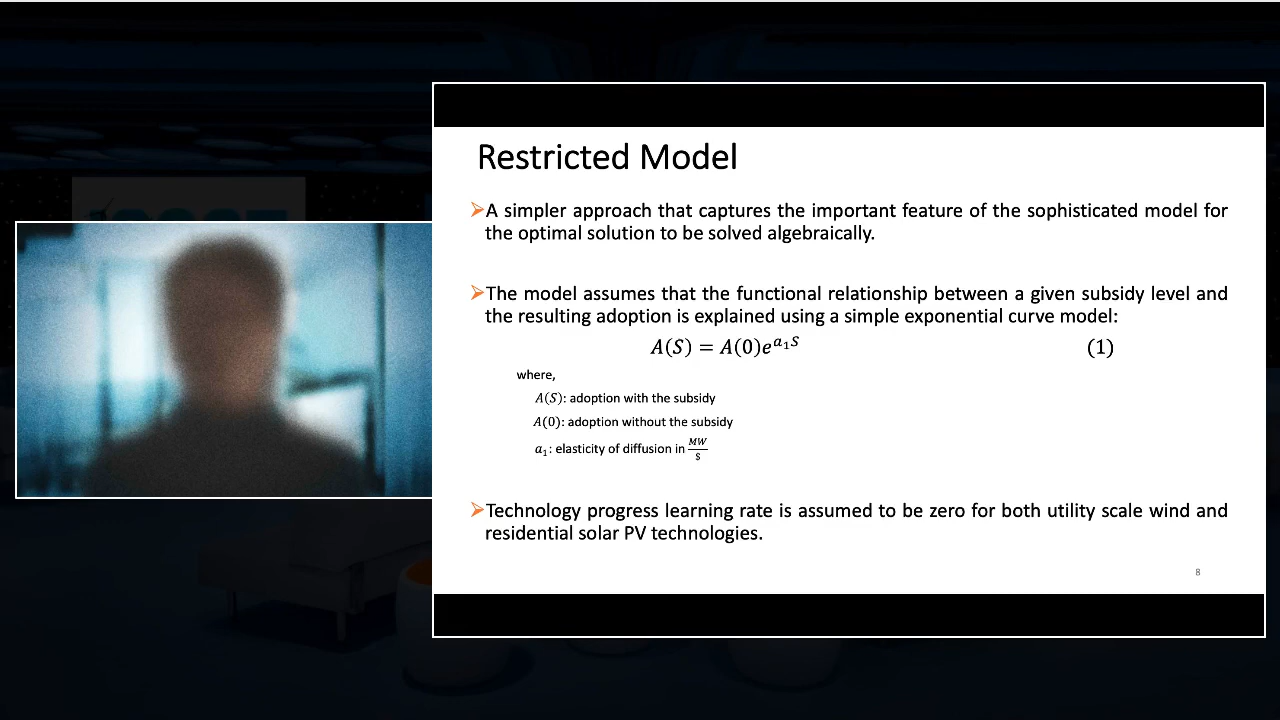 Restricted Model
➢A simpler approach that captures the important feature of the sophisticated model for
the optimal solution to be solved algebraically.
➢The model assumes that the functional relationship between a given subsidy level and
the resulting adoption is explained using a simple exponential curve model:
A(S) = A(0)e^{a₁S} (1)
where,
A(S): adoption with the subsidy
A(0): adoption without the subsidy
a₁: elasticity of diffusion in MW/$
➢Technology progress learning rate is assumed to be zero for both utility scale wind and
residential solar PV technologies.
8